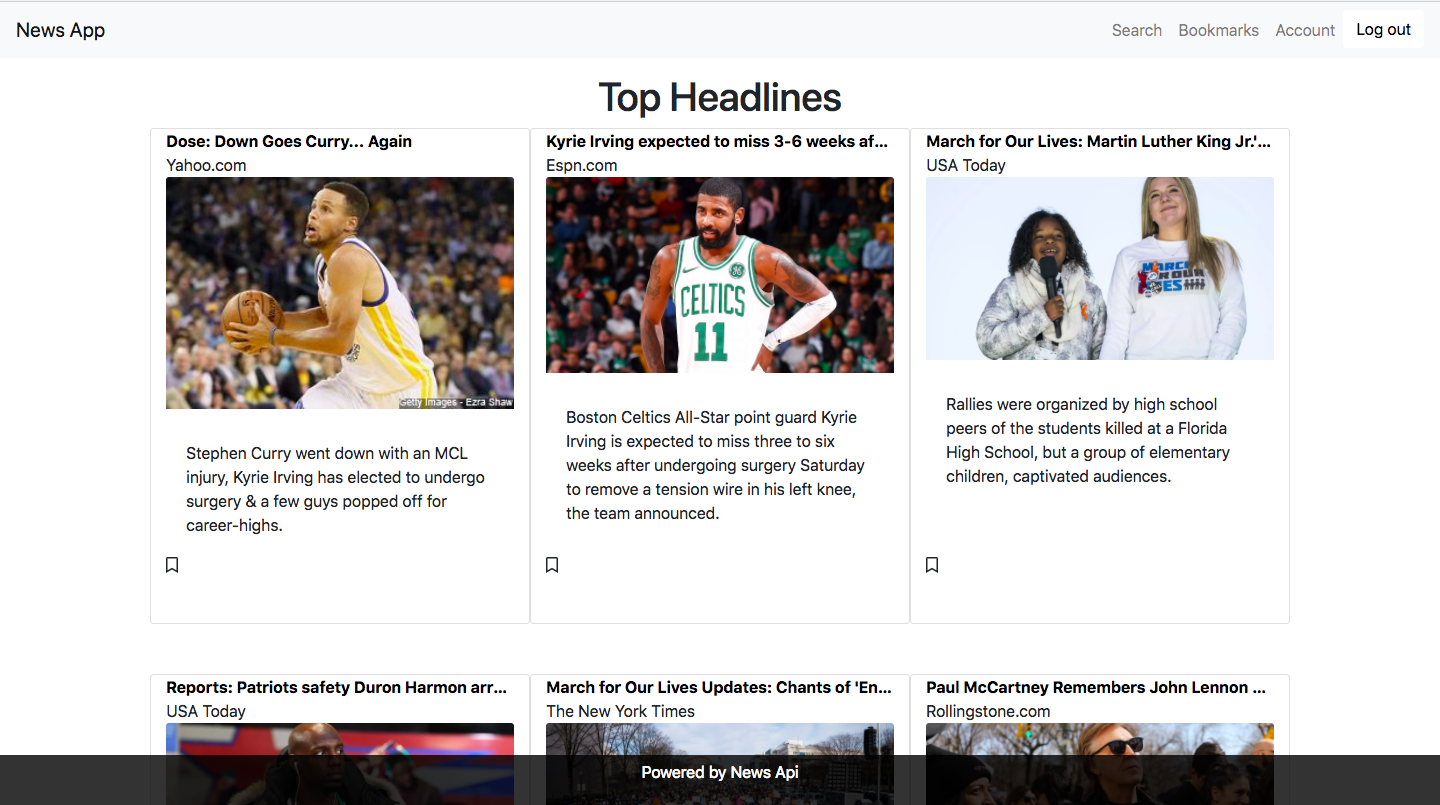 News App
Search Bookmarks Account Log out
Top Headlines
Dose: Down Goes Curry... Again
Yahoo.com
Getty Images - Ezra Shaw
Stephen Curry went down with an MCL
injury, Kyrie Irving has elected to undergo
surgery & a few guys popped off for
career-highs.
Kyrie Irving expected to miss 3-6 weeks af...
Espn.com
CELTICS
11
Boston Celtics All-Star point guard Kyrie
Irving is expected to miss three to six
weeks after undergoing surgery Saturday
to remove a tension wire in his left knee,
the team announced.
March for Our Lives: Martin Luther King Jr.'...
USA Today
MARCH
Rallies were organized by high school
peers of the students killed at a Florida
High School, but a group of elementary
children, captivated audiences.
Reports: Patriots safety Duron Harmon arr...
USA Today
March for Our Lives Updates: Chants of 'En...
The New York Times
Paul McCartney Remembers John Lennon ...
Rollingstone.com
Powered by News Api